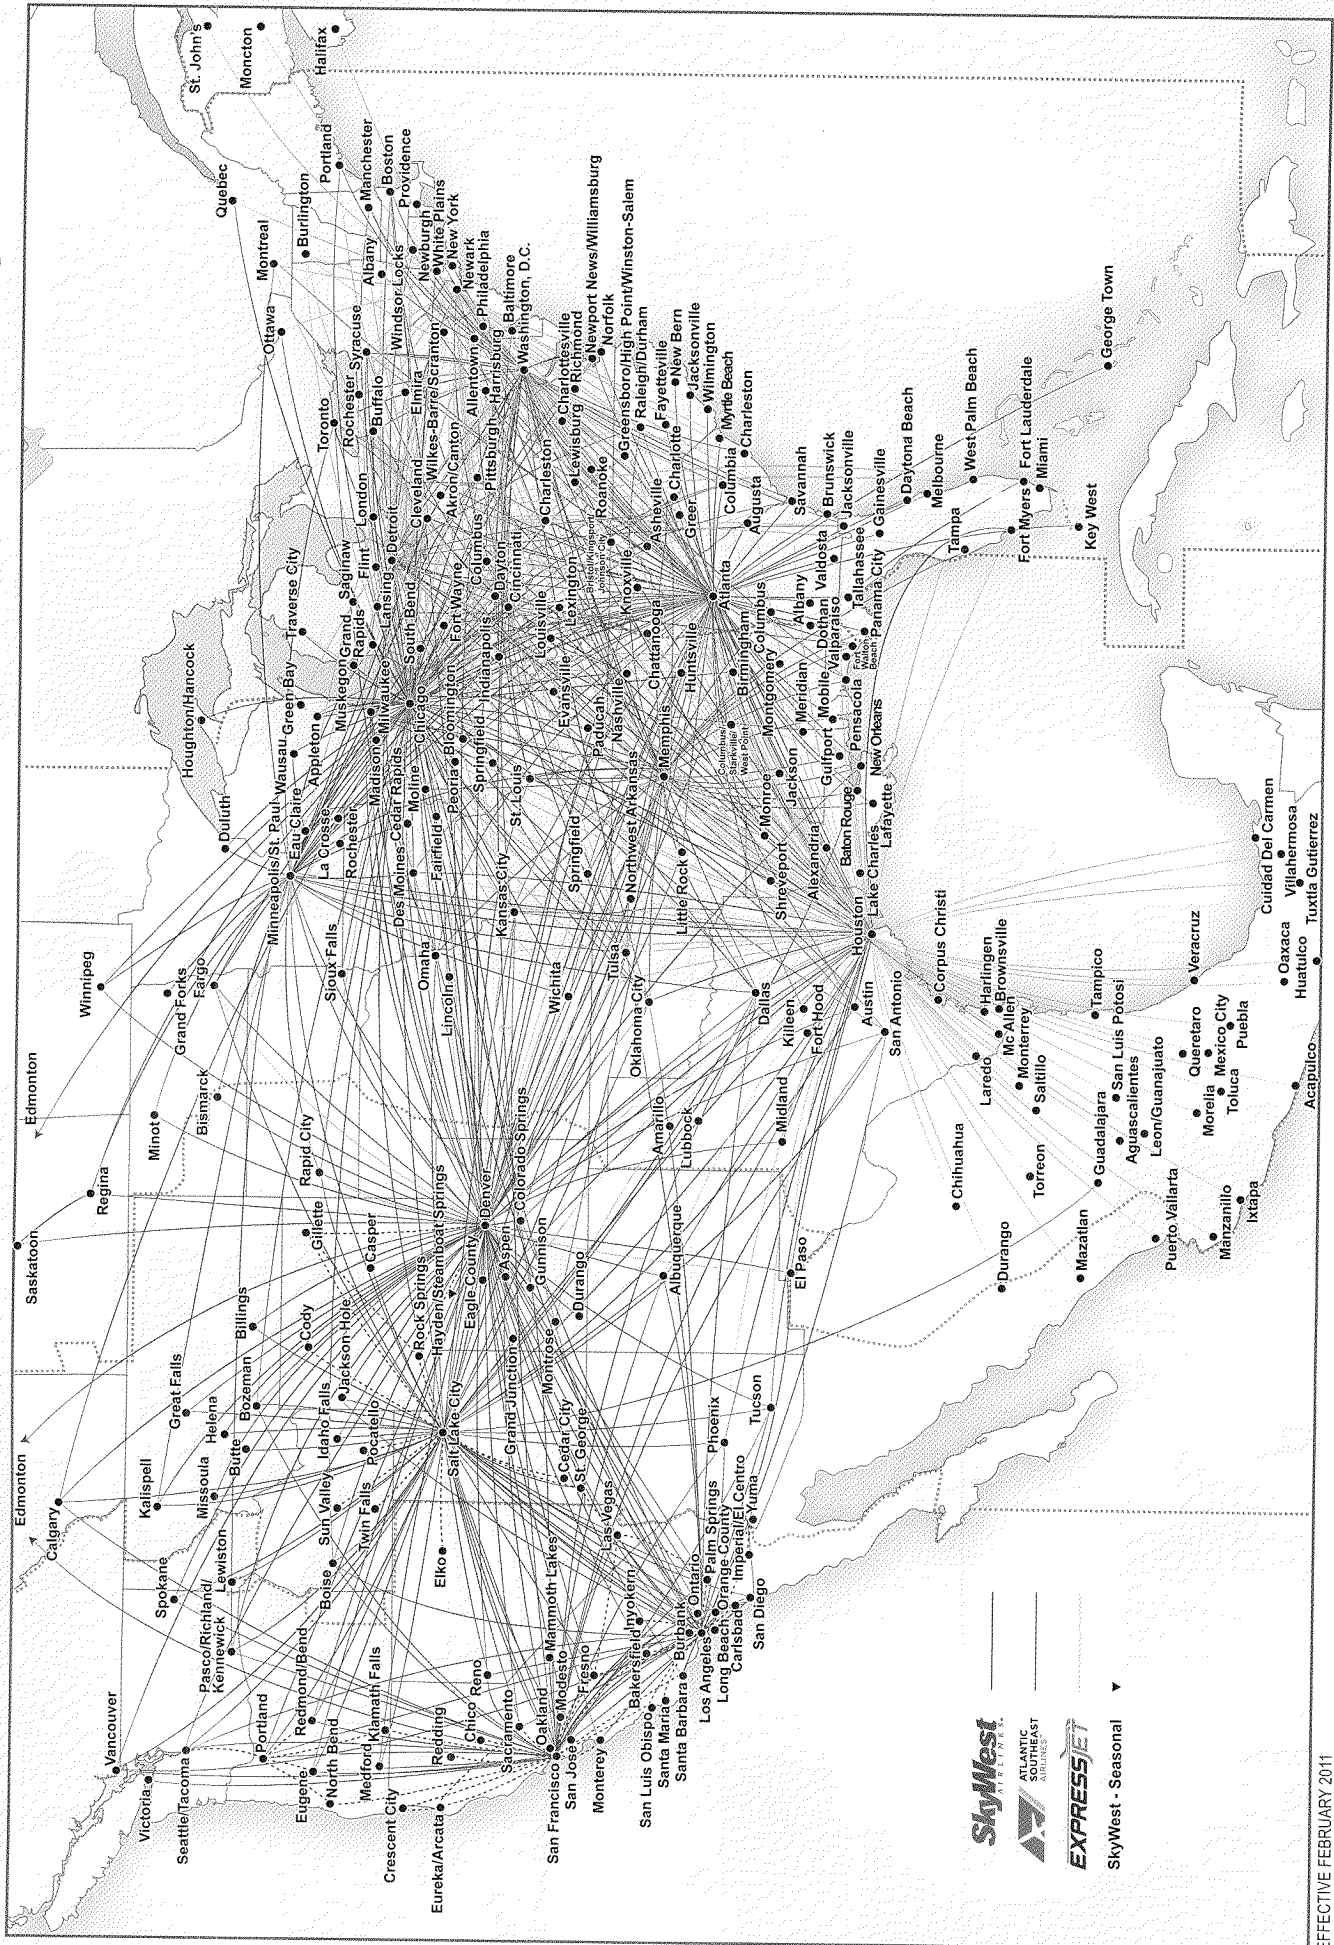 Vancouver
Victoria
Seattle/Tacoma
Spokane
Pasco/Richland/
Kennewick
Lewiston
Portland
Redmond/Bend
Eugene
North Bend
Medford
Klamath Falls
Crescent City
Eureka/Arcata
Redding
Chico
Reno
Sacramento
Oakland
San Francisco
San Jose
Modesto
Mammoth Lakes
Fresno
Monterey
San Luis Obispo
Santa Maria
Santa Barbara
Bakersfield
Inyokern
Burbank
Los Angeles
Ontario
Long Beach
Palm Springs
Orange County
Carlsbad
Imperial/El Centro
San Diego
Yuma
Las Vegas
Phoenix
Tucson
Edmonton
Calgary
Kalispell
Missoula
Great Falls
Helena
Butte
Bozeman
Billings
Boise
Sun Valley
Twin Falls
Idaho Falls
Pocatello
Jackson Hole
Cody
Elko
Salt Lake City
Rock Springs
Hayden/Steamboat Springs
Gillette
Casper
Cedar City
St. George
Grand Junction
Montrose
Eagle County
Aspen
Gunnison
Durango
Denver
Colorado Springs
Albuquerque
El Paso
Saskatoon
Regina
Edmonton
Winnipeg
Minot
Bismarck
Grand Forks
Fargo
Rapid City
Sioux Falls
Omaha
Lincoln
Wichita
Kansas City
Tulsa
Oklahoma City
Amarillo
Lubbock
Midland
Dallas
Killeen
Fort Hood
Austin
San Antonio
Houston
Corpus Christi
Laredo
Harlingen
Brownsville
Mc Allen
Duluth
Minneapolis/St. Paul
Eau Claire
La Crosse
Rochester
Wausau
Appleton
Green Bay
Houghton/Hancock
Madison
Milwaukee
Cedar Rapids
Des Moines
Moline
Fairfield
Peoria
Bloomington
Springfield
St. Louis
Springfield
Northwest Arkansas
Little Rock
Memphis
Shreveport
Monroe
Alexandria
Jackson
Baton Rouge
Lake Charles
Lafayette
New Orleans
Gulfport
Mobile
Pensacola
Meridian
Columbus/
Starkville/
West Point
Chicago
South Bend
Muskegon
Grand
Rapids
Traverse City
Saginaw
Flint
Lansing
Detroit
London
Fort Wayne
Indianapolis
Dayton
Columbus
Cincinnati
Cleveland
Akron/Canton
Louisville
Lexington
Evansville
Paducah
Nashville
Knoxville
Chattanooga
Huntsville
Birmingham
Montgomery
Columbus
Albany
Dothan
Valparaiso
Fort
Walton
Beach
Panama City
Tallahassee
Valdosta
Atlanta
Bristol/Kingsport/
Johnson City
Asheville
Greer
Charlotte
Columbia
Augusta
Savannah
Brunswick
Jacksonville
Gainesville
Daytona Beach
Melbourne
Tampa
West Palm Beach
Fort Lauderdale
Fort Myers
Miami
Key West
George Town
Charleston
Myrtle Beach
Wilmington
Jacksonville
New Bern
Fayetteville
Raleigh/Durham
Greensboro/High Point/Winston-Salem
Norfolk
Newport News/Williamsburg
Richmond
Charlottesville
Lewisburg
Roanoke
Charleston
Washington, D.C.
Baltimore
Philadelphia
Harrisburg
Pittsburgh
Allentown
Wilkes-Barre/Scranton
Elmira
Newark
New York
White Plains
Newburgh
Windsor Locks
Providence
Boston
Manchester
Portland
Albany
Syracuse
Rochester
Buffalo
Toronto
Ottawa
Montreal
Burlington
Quebec
St. John's
Moncton
Halifax
Chihuahua
Monterrey
Saltillo
Torreon
Durango
Mazatlan
Guadalajara
San Luis Potosi
Aguascalientes
Leon/Guanajuato
Tampico
Queretaro
Mexico City
Puebla
Morelia
Toluca
Veracruz
Puerto Vallarta
Manzanillo
Ixtapa
Acapulco
Oaxaca
Huatulco
Cuidad Del Carmen
Villahermosa
Tuxtla Gutierrez
SkyWest
AIRLINES
ATLANTIC
SOUTHEAST
AIRLINES
EXPRESSJET
SkyWest - Seasonal
EFFECTIVE FEBRUARY 2011